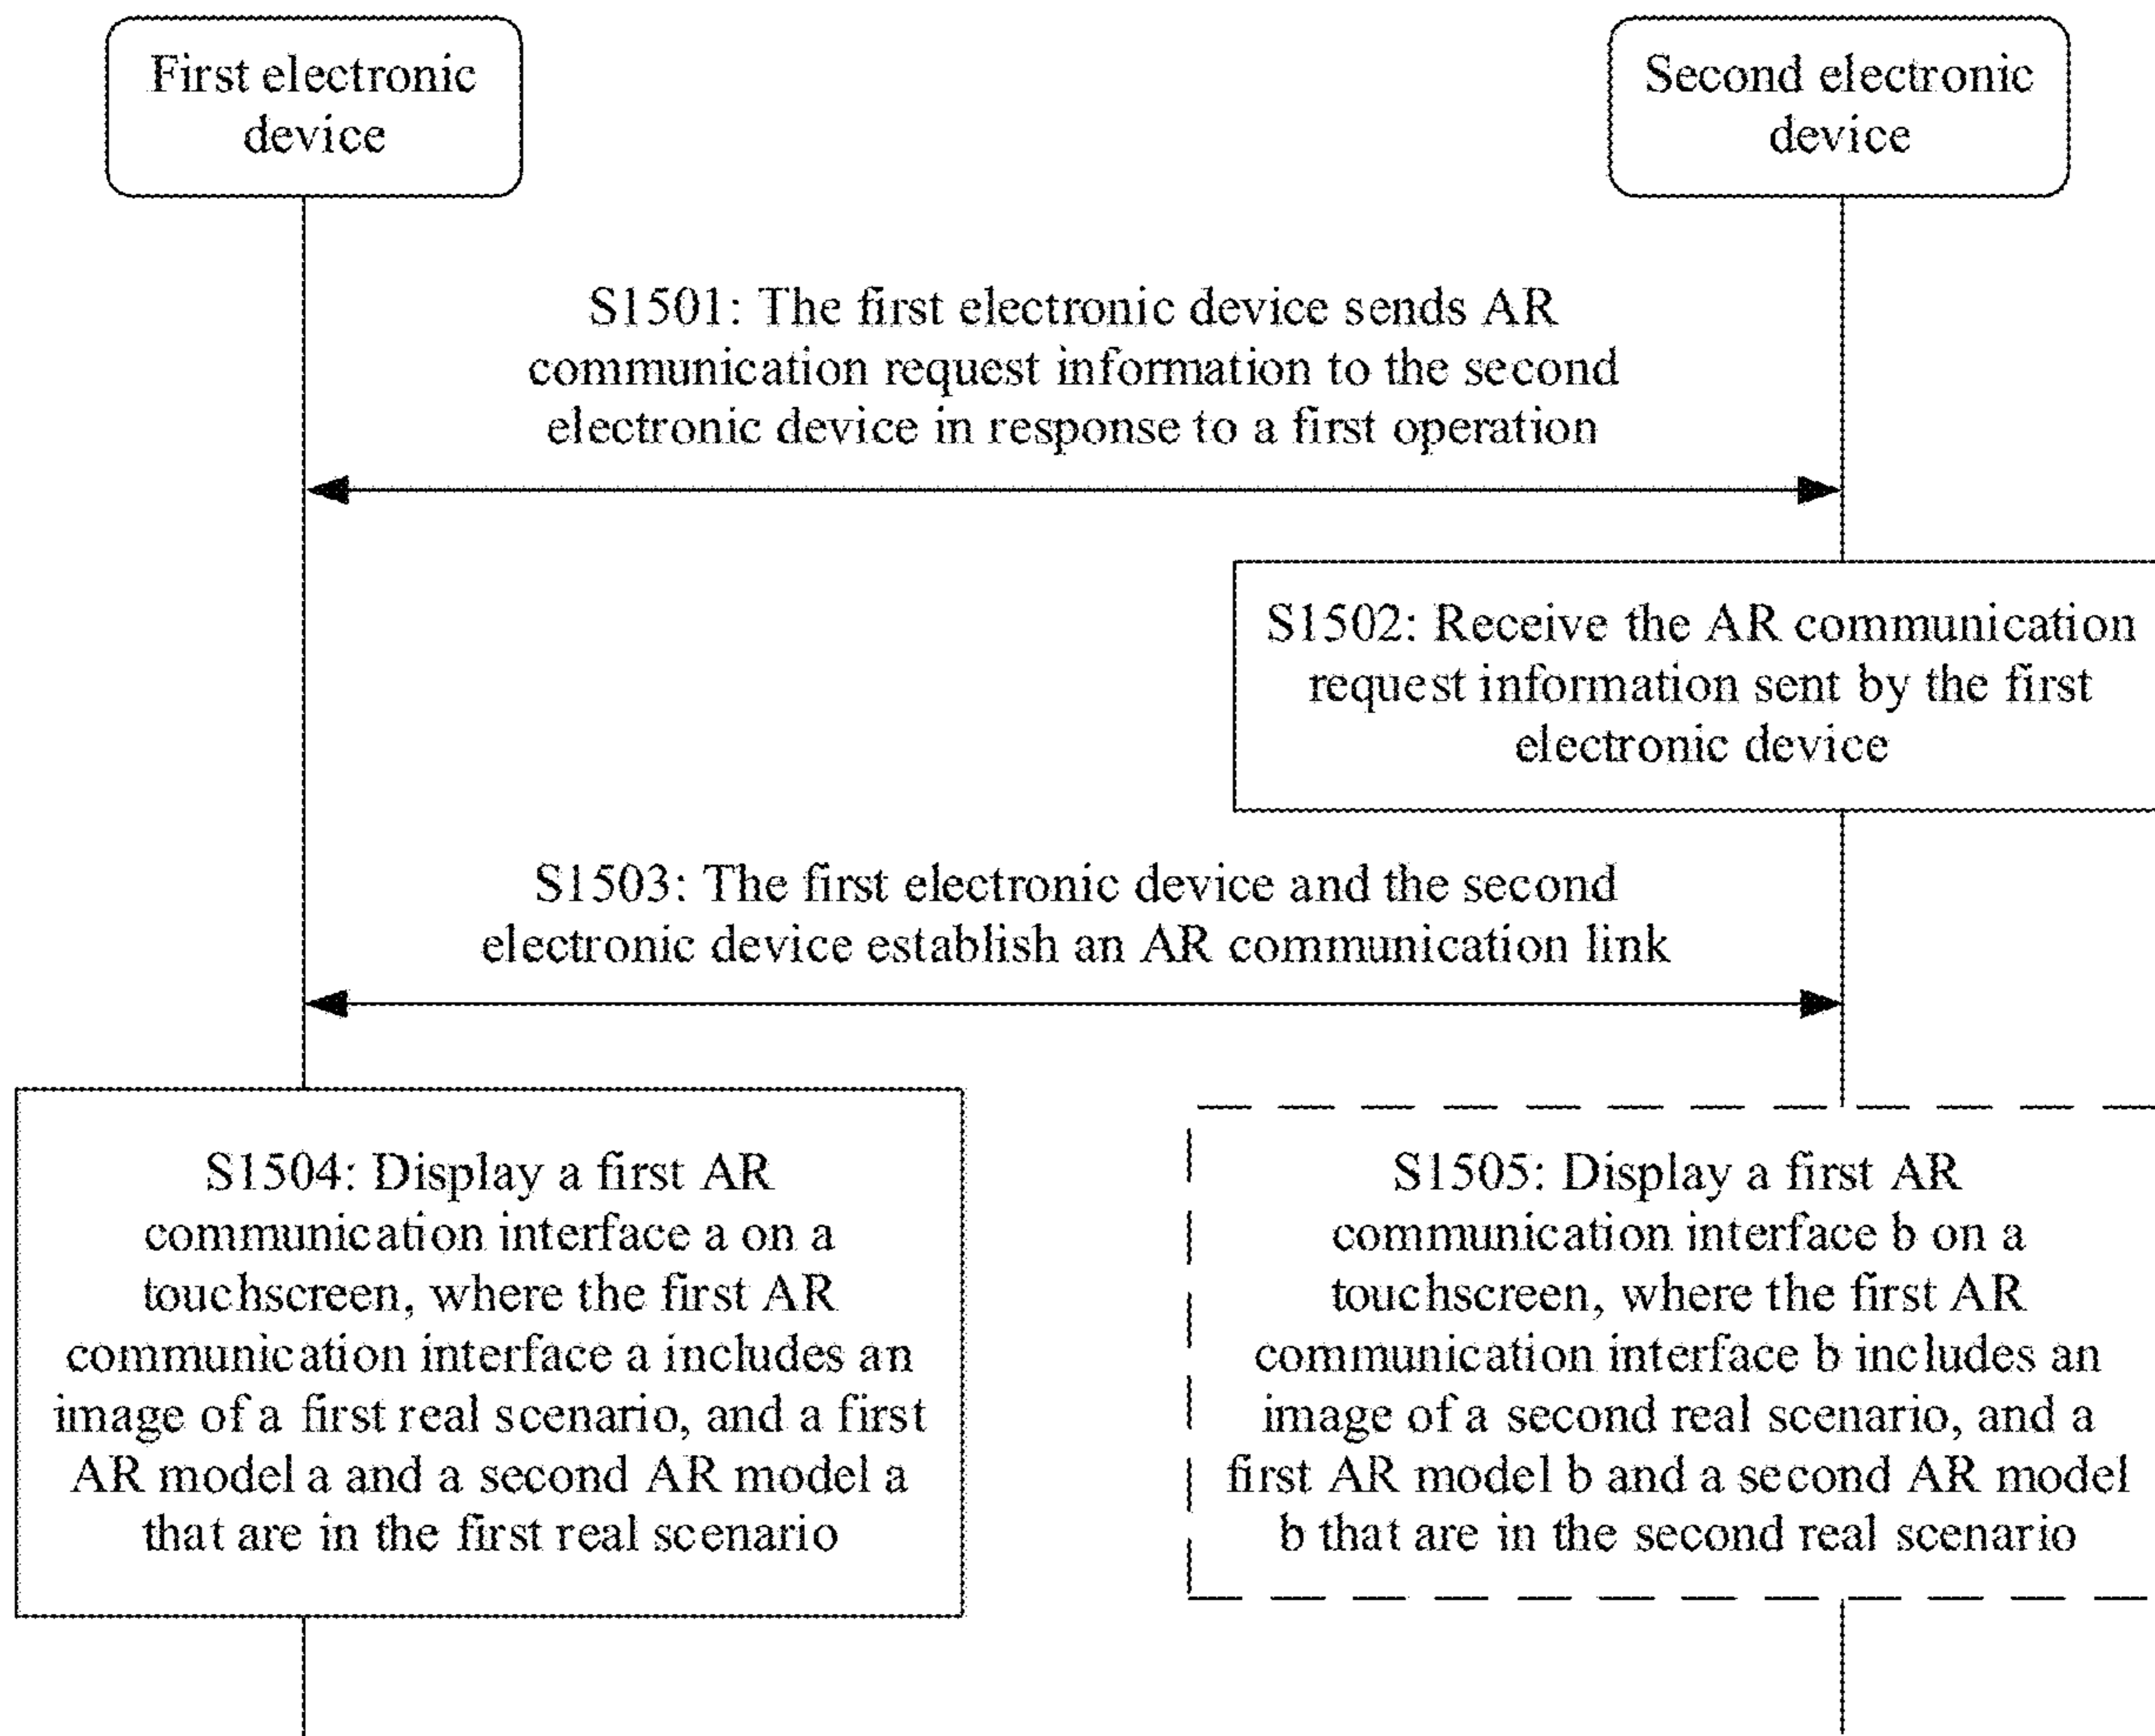 First electronic
device
Second electronic
device
S1501: The first electronic device sends AR
communication request information to the second
electronic device in response to a first operation
S1502: Receive the AR communication
request information sent by the first
electronic device
S1503: The first electronic device and the second
electronic device establish an AR communication link
S1504: Display a first AR
communication interface a on a
touchscreen, where the first AR
communication interface a includes an
image of a first real scenario, and a first
AR model a and a second AR model a
that are in the first real scenario
S1505: Display a first AR
communication interface b on a
touchscreen, where the first AR
communication interface b includes an
image of a second real scenario, and a
first AR model b and a second AR model
b that are in the second real scenario